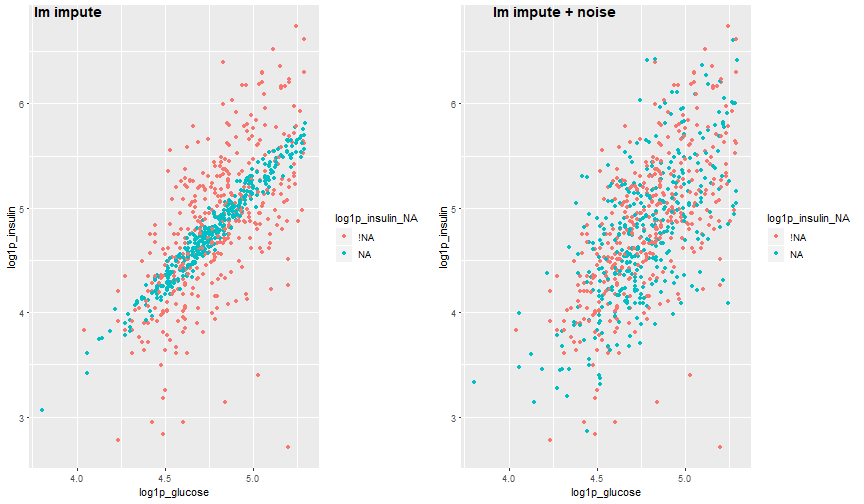 lm impute
log1p_insulin
6
5
4
3
4.0
4.5
5.0
log1p_glucose
log1p_insulin_NA
!NA
NA
lm impute + noise
log1p_insulin
6
5
4
3
4.0
4.5
5.0
log1p_glucose
log1p_insulin_NA
!NA
NA